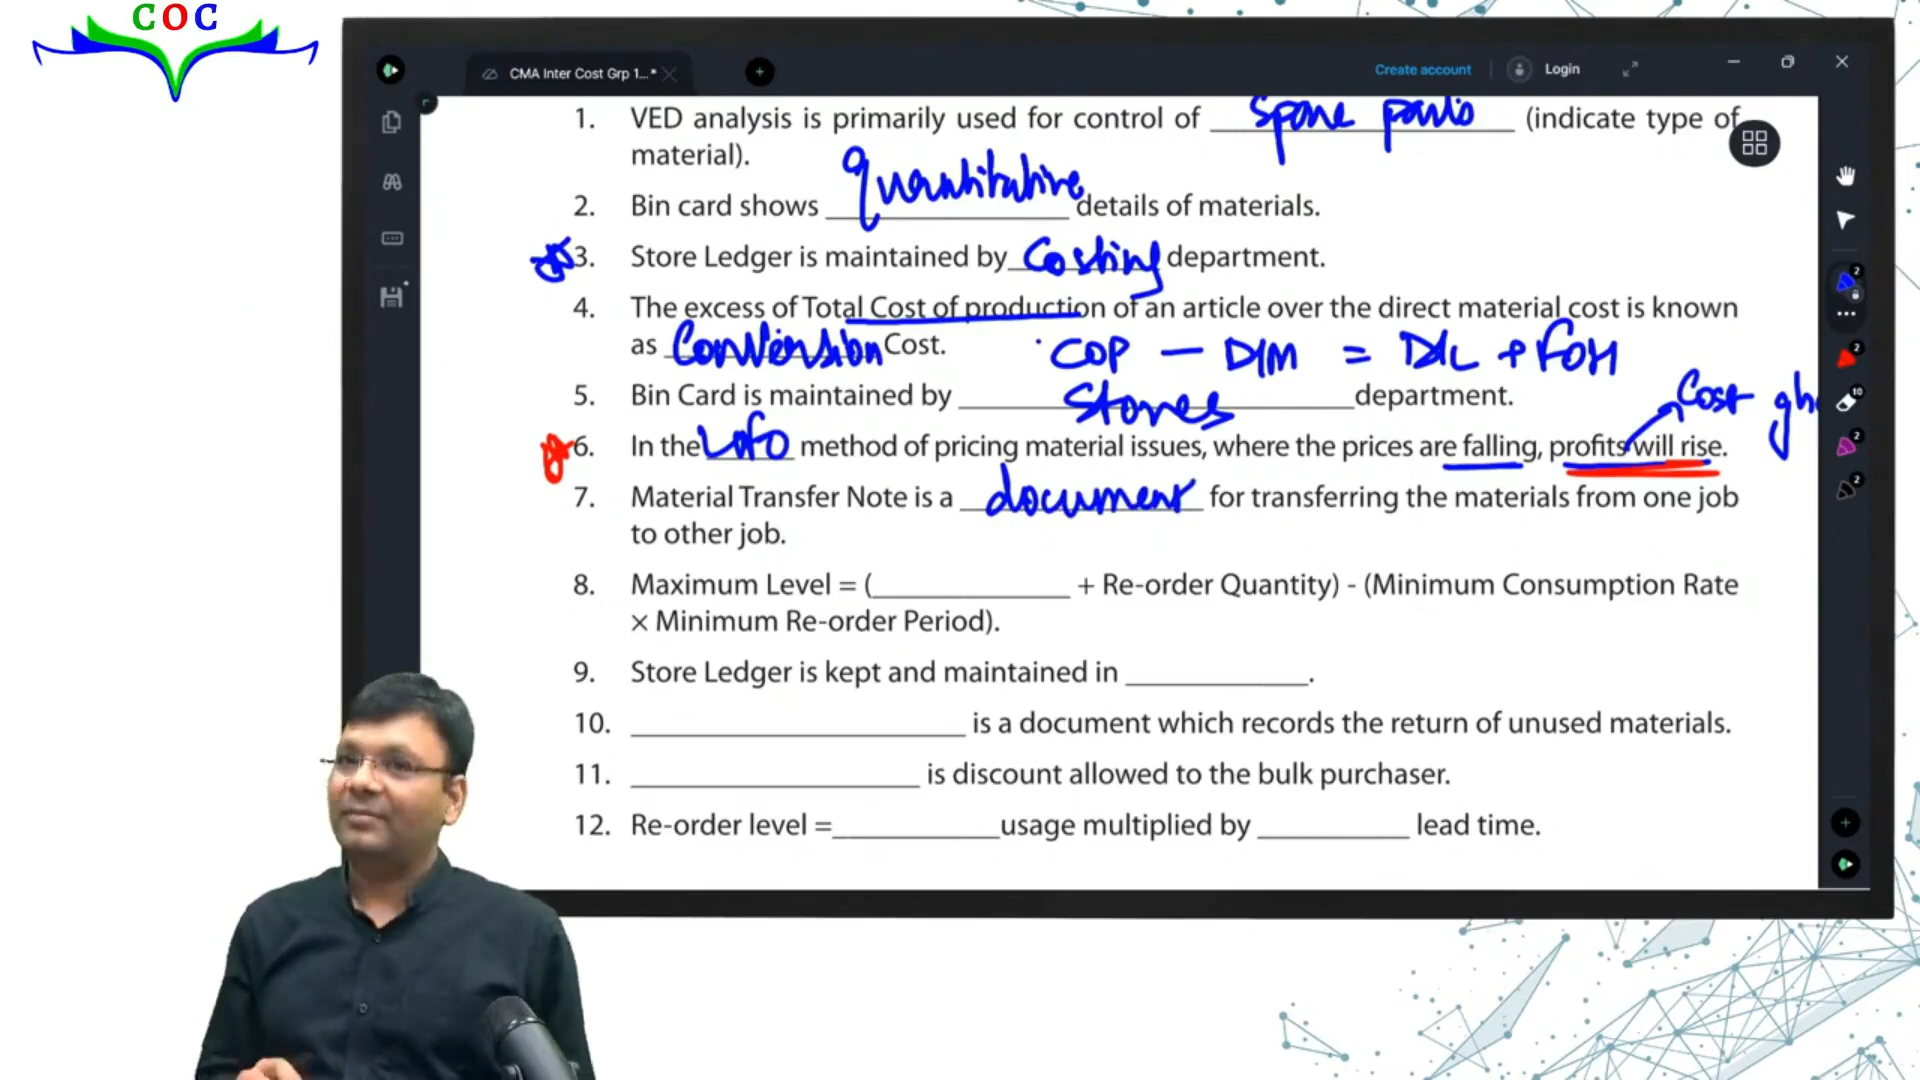 COC
CMA Inter Cost Grp 1...*
Create account
Login
1. VED analysis is primarily used for control of Spare parts (indicate type of
material).
2. Bin card shows quantitative details of materials.
3. Store Ledger is maintained by Costing department.
4. The excess of Total Cost of production of an article over the direct material cost is known
as Conversion Cost. COP — DIM = DL + FOH
5. Bin Card is maintained by Stores department.
Cost
6. In the method of pricing material issues, where the prices are falling, profits will rise.
7. Material Transfer Note is a document for transferring the materials from one job
to other job.
8. Maximum Level = (____________ + Re-order Quantity) - (Minimum Consumption Rate
× Minimum Re-order Period).
9. Store Ledger is kept and maintained in ____________.
10. ______________________ is a document which records the return of unused materials.
11. ___________________ is discount allowed to the bulk purchaser.
12. Re-order level =___________usage multiplied by __________ lead time.